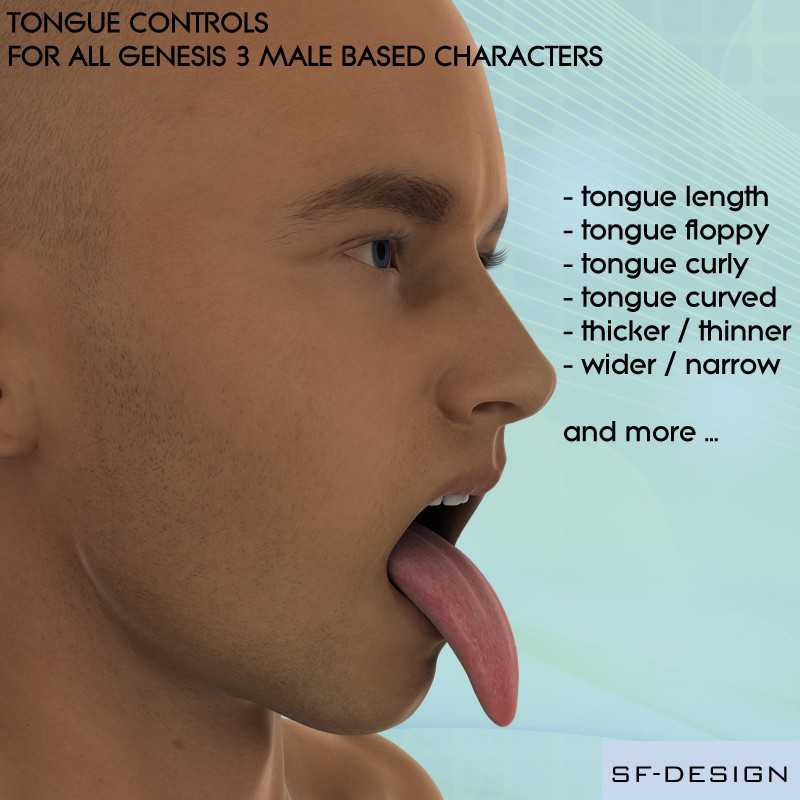 TONGUE CONTROLS
FOR ALL GENESIS 3 MALE BASED CHARACTERS
- tongue length
- tongue floppy
- tongue curly
- tongue curved
- thicker / thinner
- wider / narrow
and more ...
SF-DESIGN